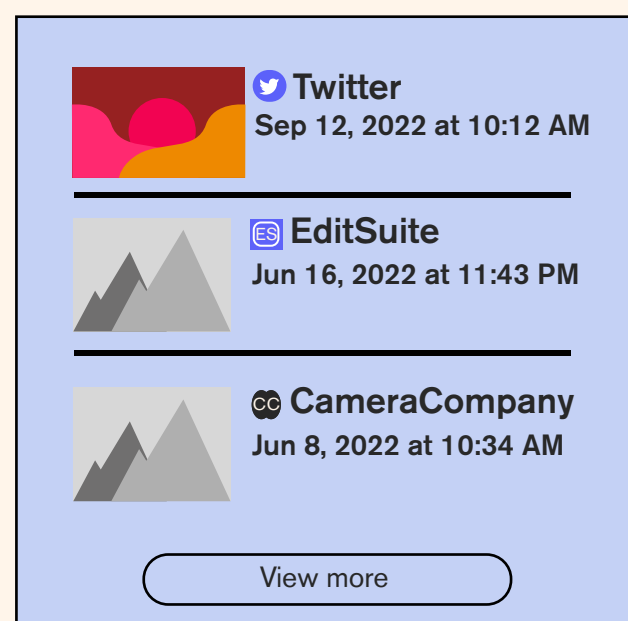 Twitter
Sep 12, 2022 at 10:12 AM
ES EditSuite
Jun 16, 2022 at 11:43 PM
CC CameraCompany
Jun 8, 2022 at 10:34 AM
View more